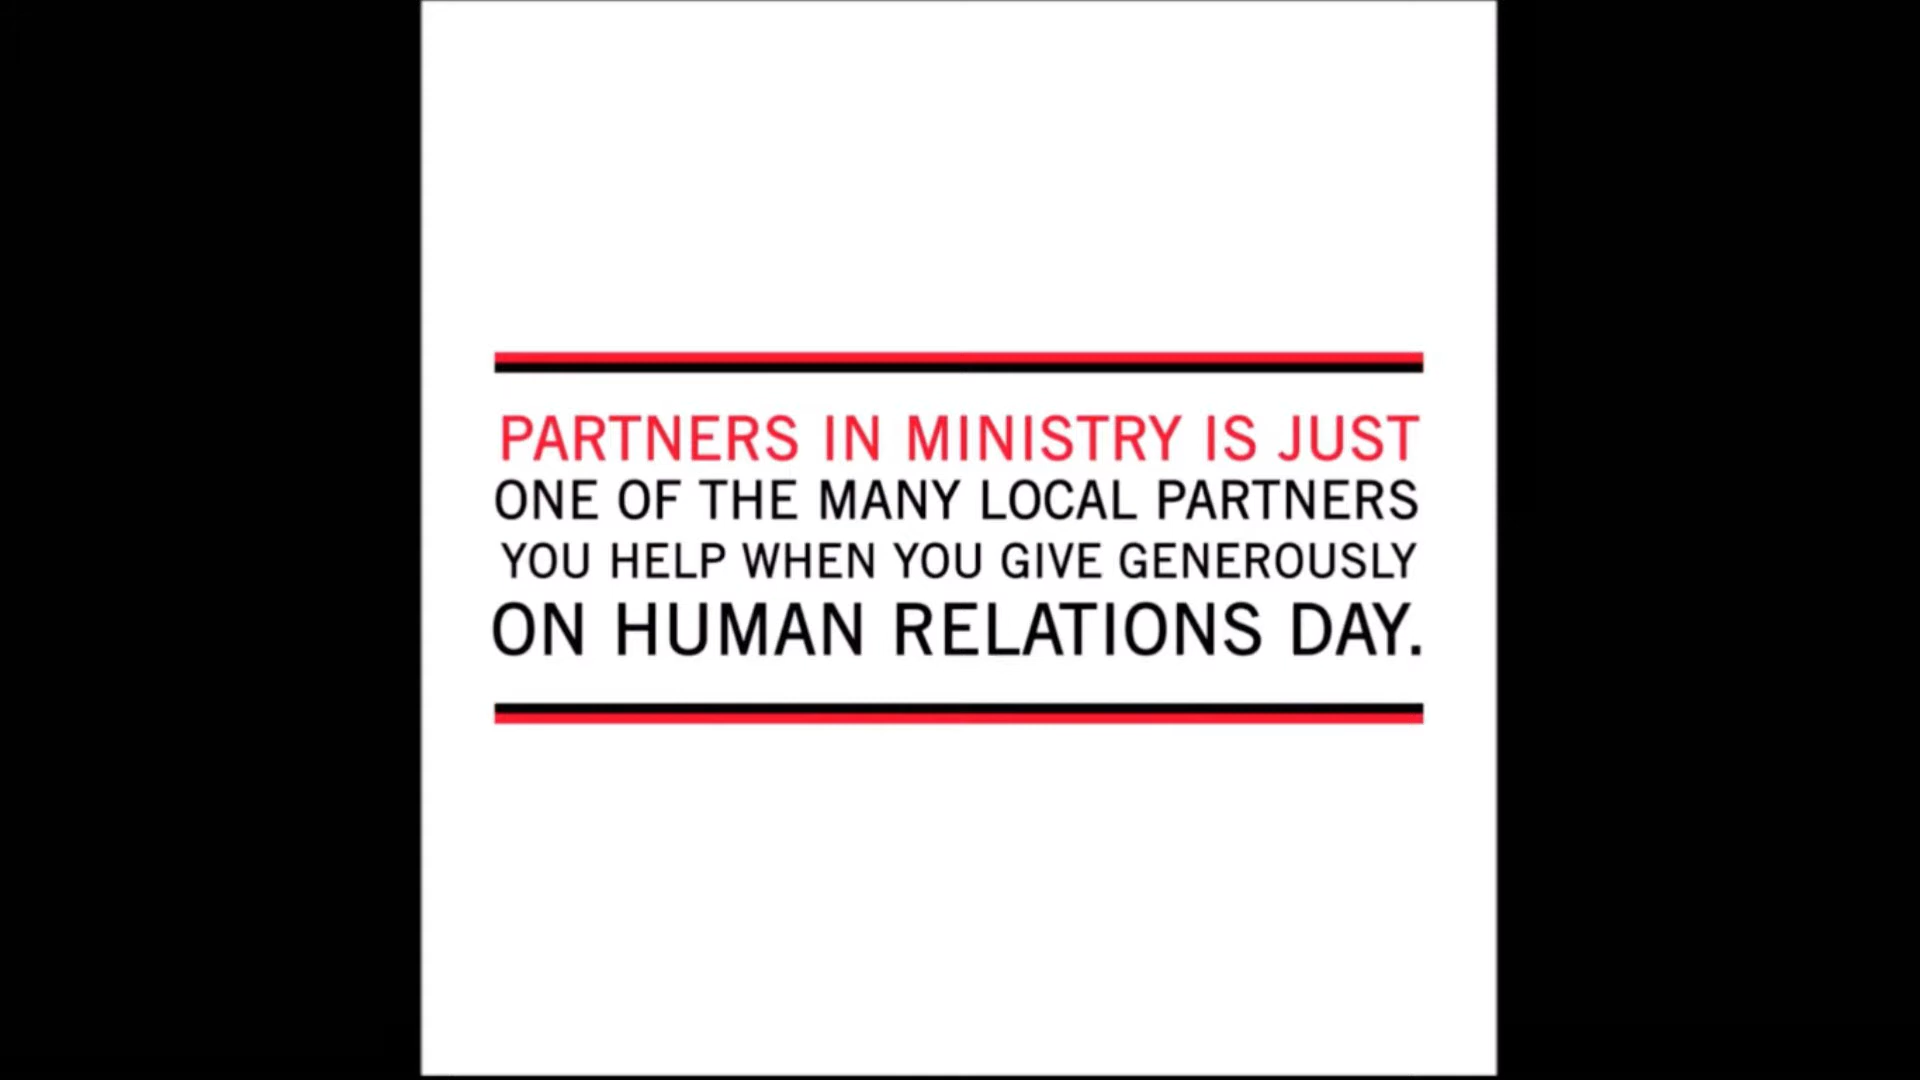 PARTNERS IN MINISTRY IS JUST
ONE OF THE MANY LOCAL PARTNERS
YOU HELP WHEN YOU GIVE GENEROUSLY
ON HUMAN RELATIONS DAY.